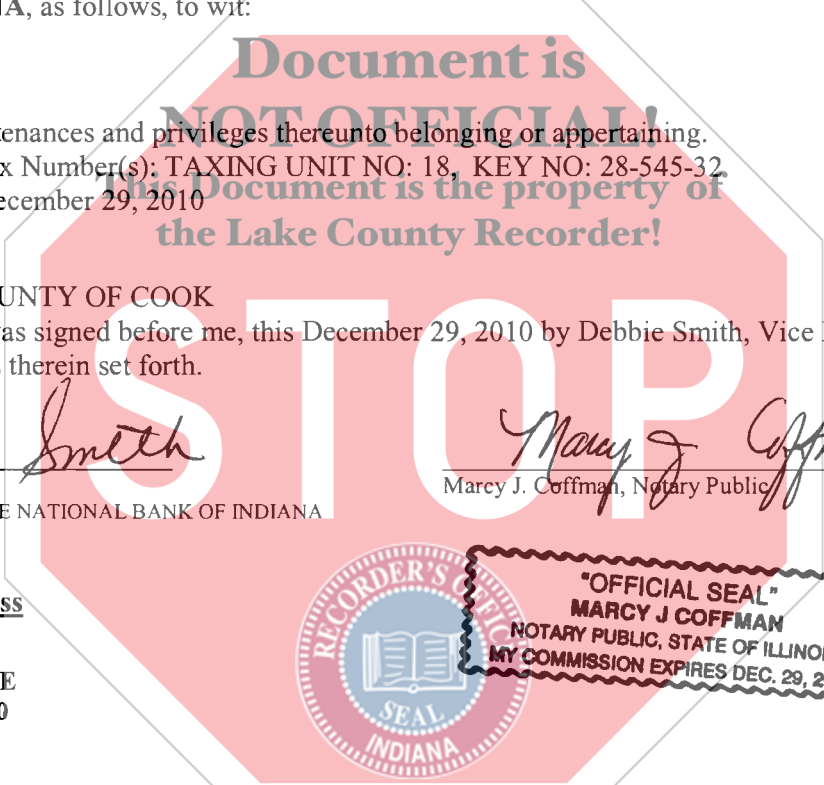 A, as follows, to wit:
Document is
NOT OFFICIAL!
enances and privileges thereunto belonging or appertaining.
x Number(s): TAXING UNIT NO: 18, KEY NO: 28-545-32
This Document is the property of
ecember 29, 2010
the Lake County Recorder!
UNTY OF COOK
as signed before me, this December 29, 2010 by Debbie Smith, Vice
therein set forth.
STOP
Smith
Marcy J Coffm
Marcy J. Coffman, Notary Public
E NATIONAL BANK OF INDIANA
RECORDER'S OFFICE
SEAL
INDIANA
"OFFICIAL SEAL"
MARCY J COFFMAN
NOTARY PUBLIC, STATE OF ILLINOI
MY COMMISSION EXPIRES DEC. 29, 2
ss
E
0